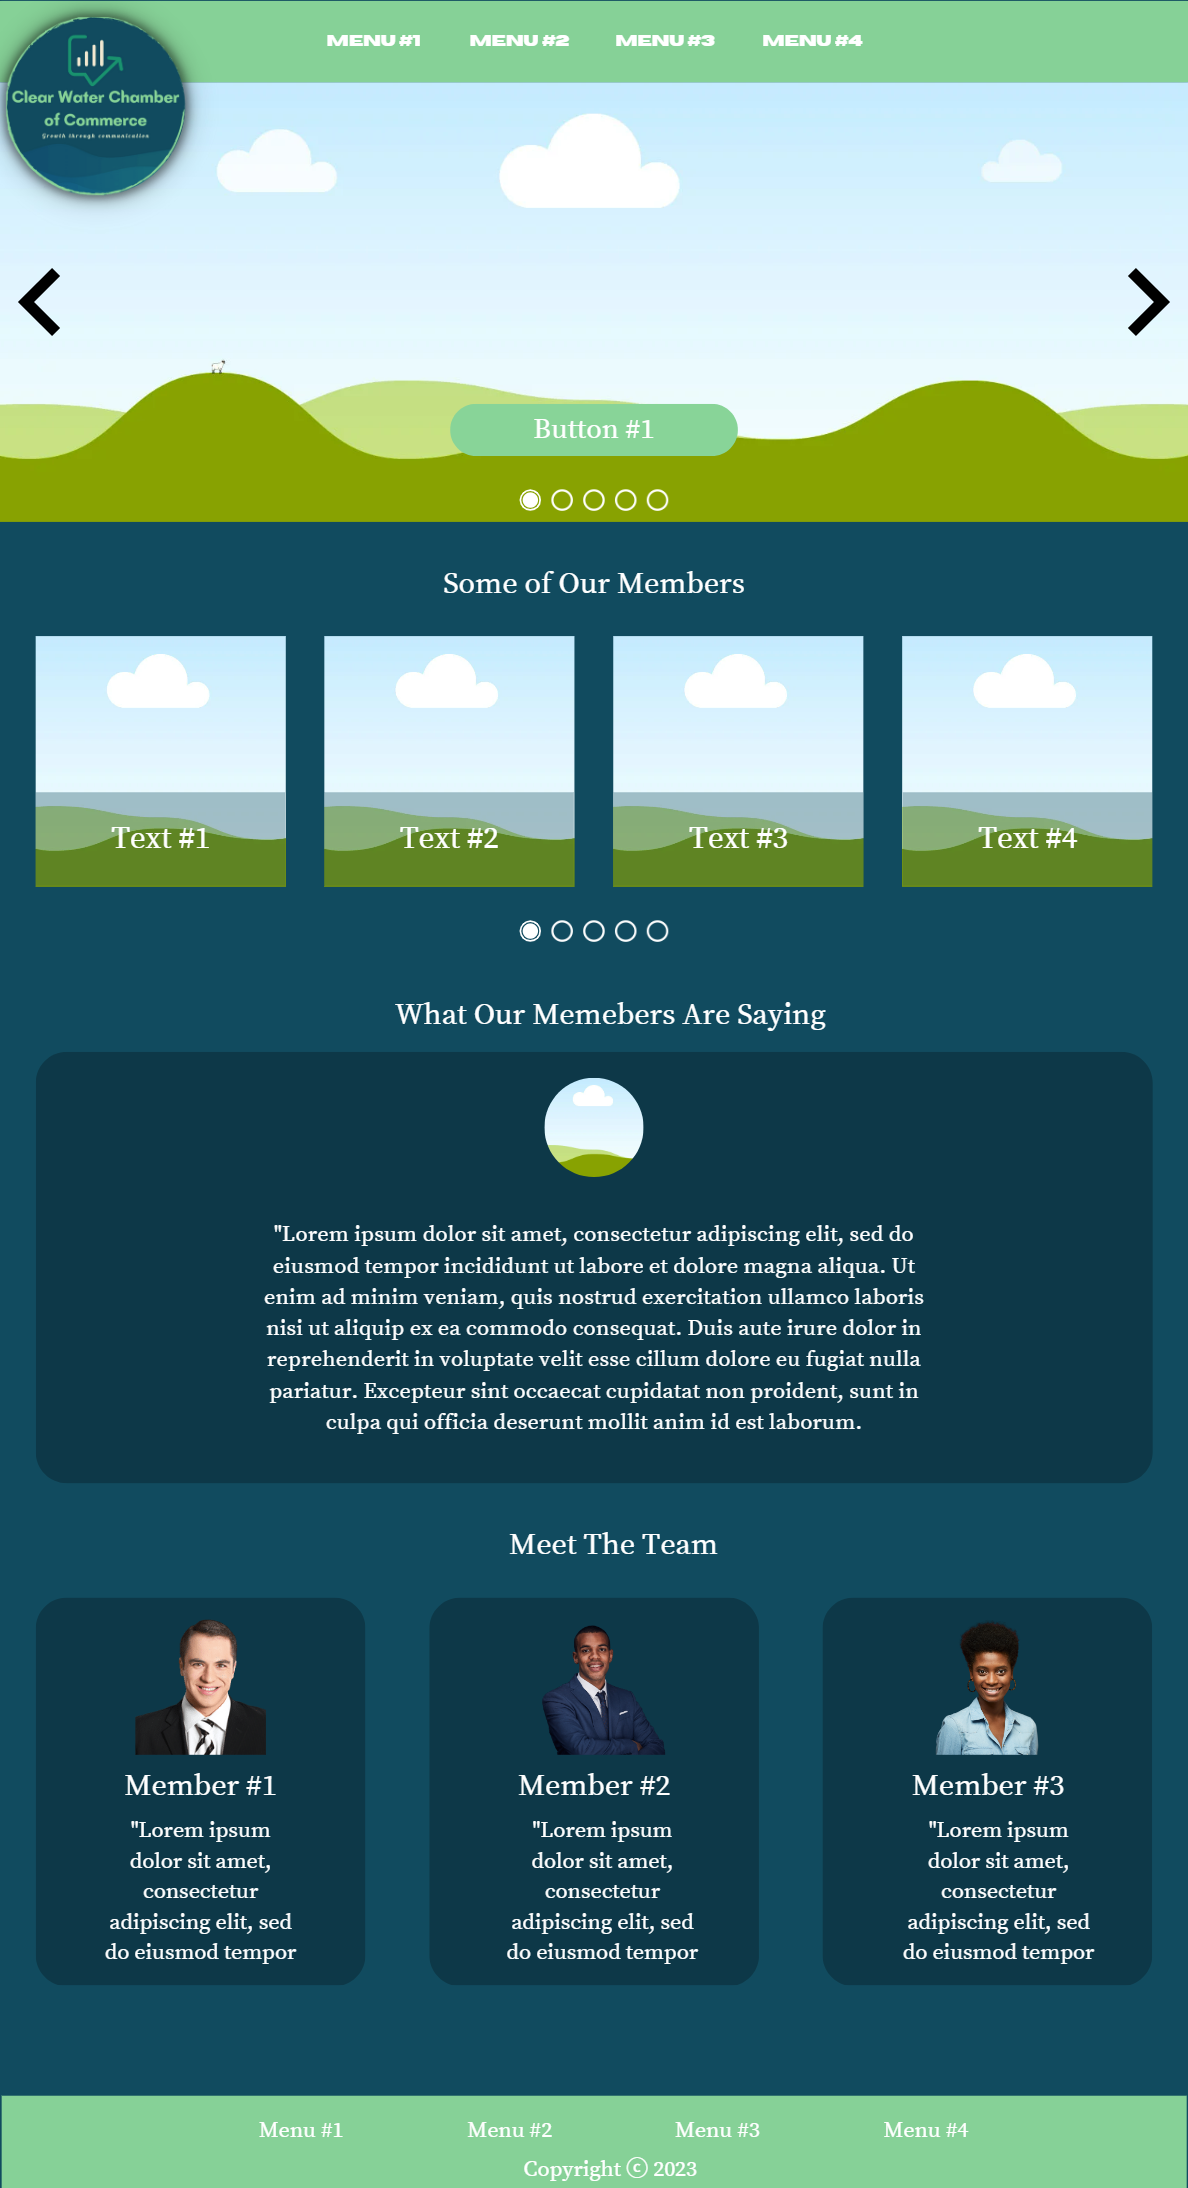 MENU #1 MENU #2 MENU #3 MENU #4
Clear Water Chamber
of Commerce
Growth through communication
Button #1
Some of Our Members
Text #1 Text #2 Text #3 Text #4
What Our Memebers Are Saying
"Lorem ipsum dolor sit amet, consectetur adipiscing elit, sed do
eiusmod tempor incididunt ut labore et dolore magna aliqua. Ut
enim ad minim veniam, quis nostrud exercitation ullamco laboris
nisi ut aliquip ex ea commodo consequat. Duis aute irure dolor in
reprehenderit in voluptate velit esse cillum dolore eu fugiat nulla
pariatur. Excepteur sint occaecat cupidatat non proident, sunt in
culpa qui officia deserunt mollit anim id est laborum.
Meet The Team
Member #1
"Lorem ipsum
dolor sit amet,
consectetur
adipiscing elit, sed
do eiusmod tempor
Member #2
"Lorem ipsum
dolor sit amet,
consectetur
adipiscing elit, sed
do eiusmod tempor
Member #3
"Lorem ipsum
dolor sit amet,
consectetur
adipiscing elit, sed
do eiusmod tempor
Menu #1 Menu #2 Menu #3 Menu #4
Copyright © 2023